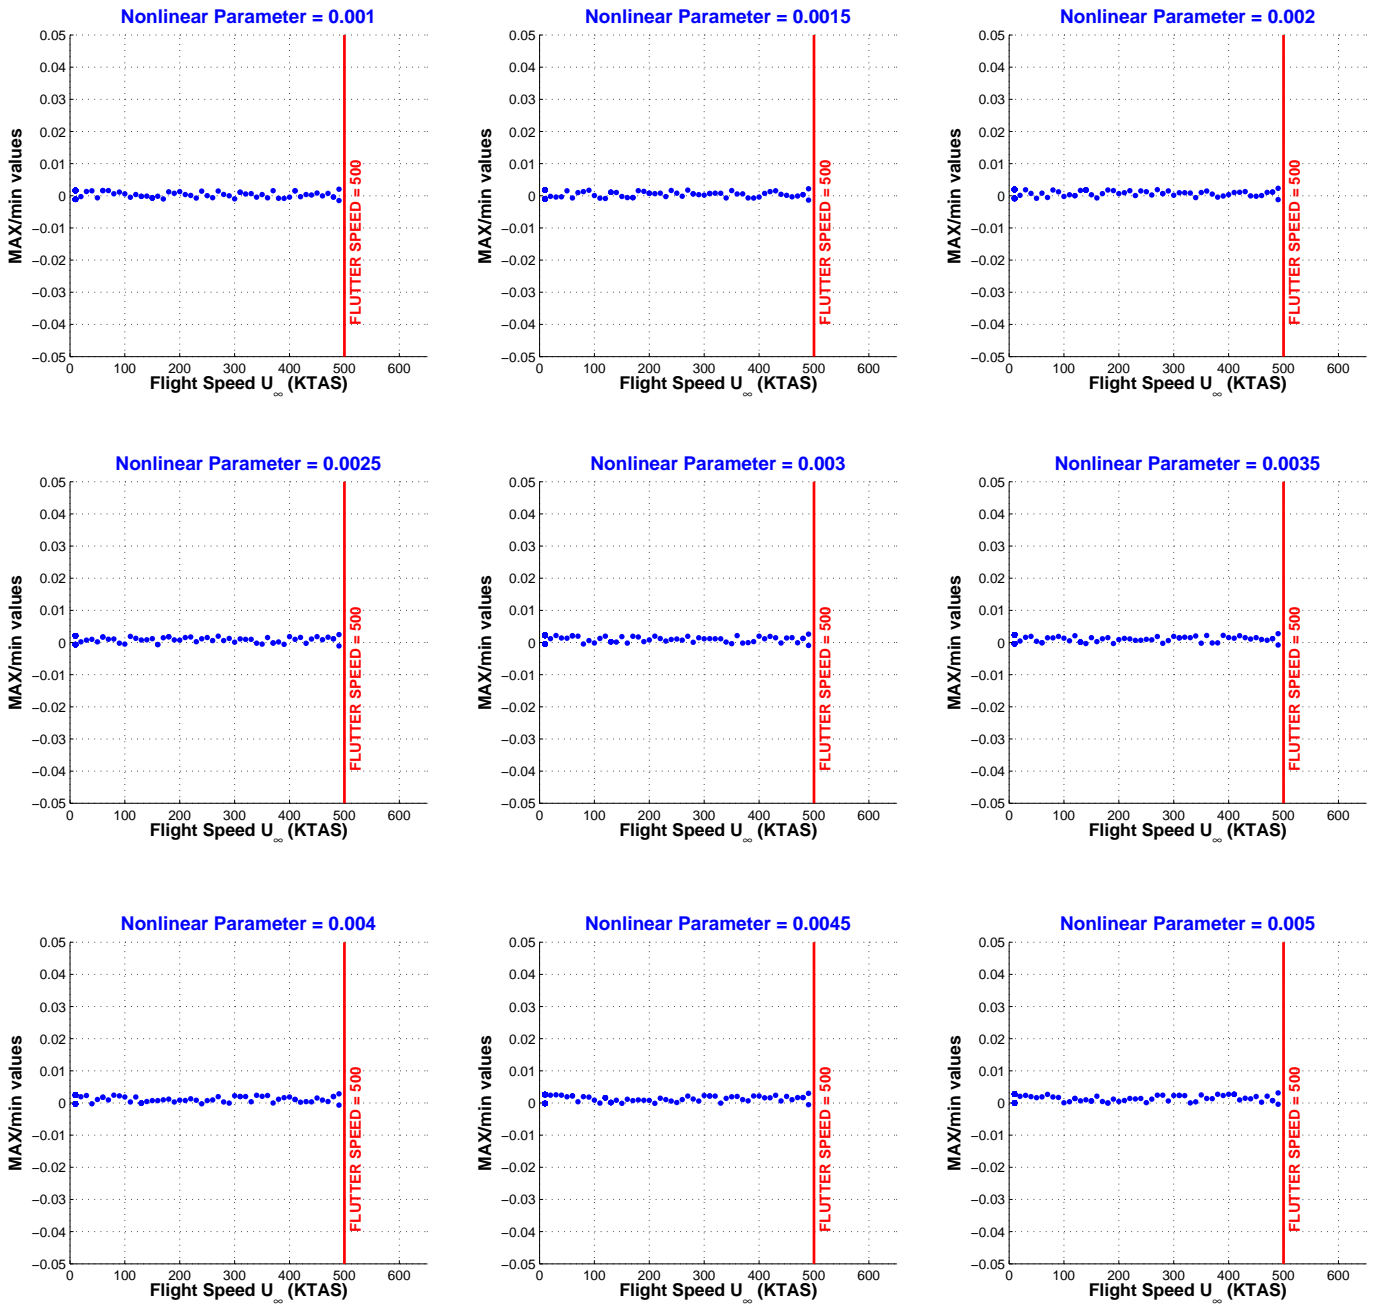 Nonlinear Parameter = 0.001
0.05
0.04
0.03
0.02
0.01
0
−0.01
−0.02
−0.03
−0.04
−0.05
MAX/min values
FLUTTER SPEED = 500
0 100 200 300 400 500 600
Flight Speed U∞ (KTAS)
Nonlinear Parameter = 0.0015
0.05
0.04
0.03
0.02
0.01
0
−0.01
−0.02
−0.03
−0.04
−0.05
MAX/min values
FLUTTER SPEED = 500
0 100 200 300 400 500 600
Flight Speed U∞ (KTAS)
Nonlinear Parameter = 0.002
0.05
0.04
0.03
0.02
0.01
0
−0.01
−0.02
−0.03
−0.04
−0.05
MAX/min values
FLUTTER SPEED = 500
0 100 200 300 400 500 600
Flight Speed U∞ (KTAS)
Nonlinear Parameter = 0.0025
0.05
0.04
0.03
0.02
0.01
0
−0.01
−0.02
−0.03
−0.04
−0.05
MAX/min values
FLUTTER SPEED = 500
0 100 200 300 400 500 600
Flight Speed U∞ (KTAS)
Nonlinear Parameter = 0.003
0.05
0.04
0.03
0.02
0.01
0
−0.01
−0.02
−0.03
−0.04
−0.05
MAX/min values
FLUTTER SPEED = 500
0 100 200 300 400 500 600
Flight Speed U∞ (KTAS)
Nonlinear Parameter = 0.0035
0.05
0.04
0.03
0.02
0.01
0
−0.01
−0.02
−0.03
−0.04
−0.05
MAX/min values
FLUTTER SPEED = 500
0 100 200 300 400 500 600
Flight Speed U∞ (KTAS)
Nonlinear Parameter = 0.004
0.05
0.04
0.03
0.02
0.01
0
−0.01
−0.02
−0.03
−0.04
−0.05
MAX/min values
FLUTTER SPEED = 500
0 100 200 300 400 500 600
Flight Speed U∞ (KTAS)
Nonlinear Parameter = 0.0045
0.05
0.04
0.03
0.02
0.01
0
−0.01
−0.02
−0.03
−0.04
−0.05
MAX/min values
FLUTTER SPEED = 500
0 100 200 300 400 500 600
Flight Speed U∞ (KTAS)
Nonlinear Parameter = 0.005
0.05
0.04
0.03
0.02
0.01
0
−0.01
−0.02
−0.03
−0.04
−0.05
MAX/min values
FLUTTER SPEED = 500
0 100 200 300 400 500 600
Flight Speed U∞ (KTAS)